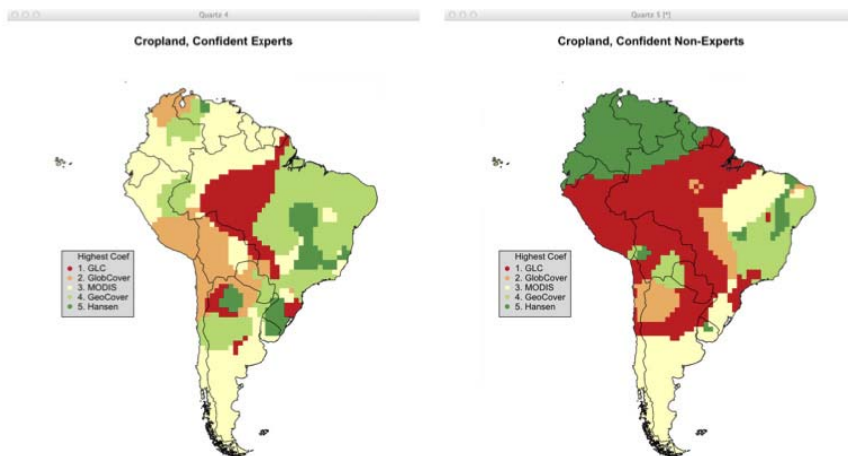 Quartz 4
Cropland, Confident Experts
Highest Coef
1. GLC
2. GlobCover
3. MODIS
4. GeoCover
5. Hansen
Quartz 5 [*]
Cropland, Confident Non-Experts
Highest Coef
1. GLC
2. GlobCover
3. MODIS
4. GeoCover
5. Hansen